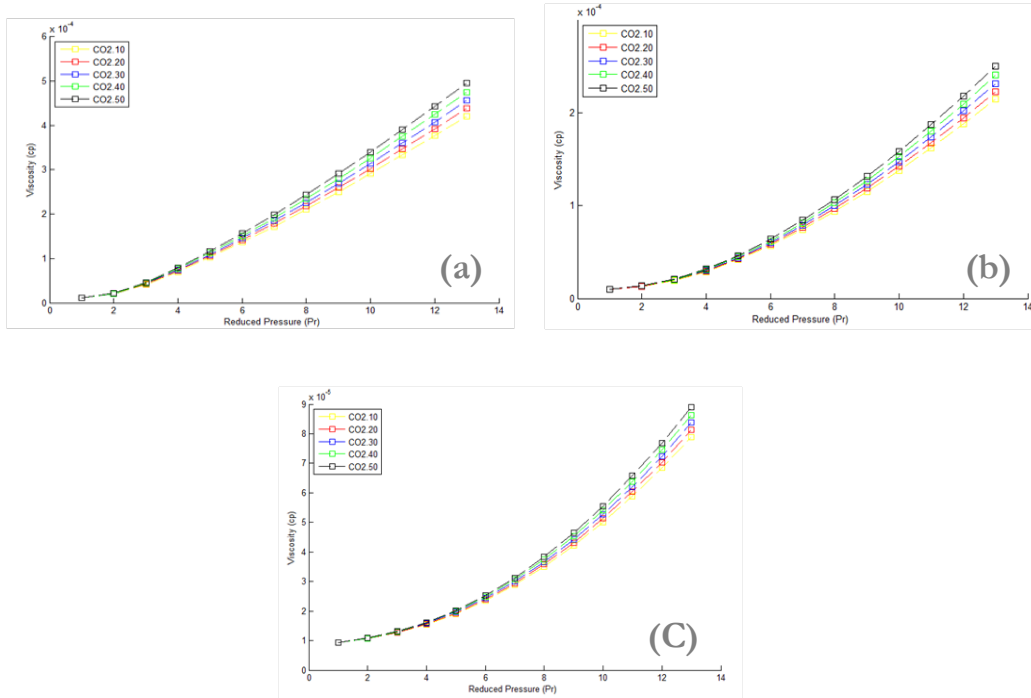 x 10-4
6
5
4
3
2
1
0
Viscosity (cp)
CO2.10
CO2.20
CO2.30
CO2.40
CO2.50
(a)
0 2 4 6 8 10 12 14
Reduced Pressure (Pr)
x 10-4
2
1
0
Viscosity (cp)
CO2.10
CO2.20
CO2.30
CO2.40
CO2.50
(b)
0 2 4 6 8 10 12 14
Reduced Pressure (Pr)
x 10-5
9
8
7
6
5
4
3
2
1
0
Viscosity (cp)
CO2.10
CO2.20
CO2.30
CO2.40
CO2.50
(C)
0 2 4 6 8 10 12 14
Reduced Pressure (Pr)